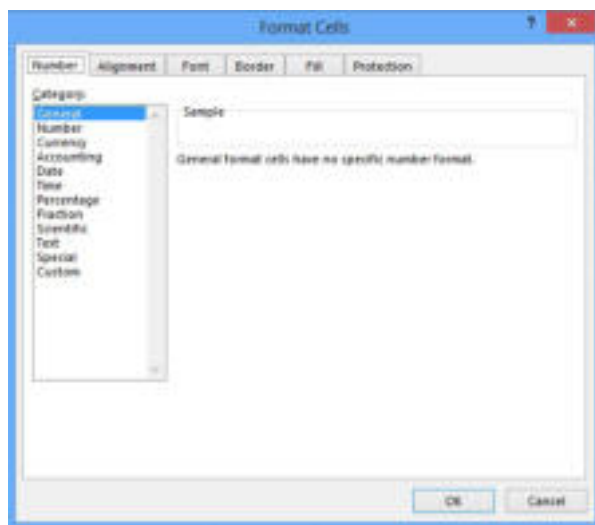 Format Cells ?
Number Alignment Font Border Fill Protection
Category:
General
Number
Currency
Accounting
Date
Time
Percentage
Fraction
Scientific
Text
Special
Custom
Sample
General format cells have no specific number format.
OK Cancel